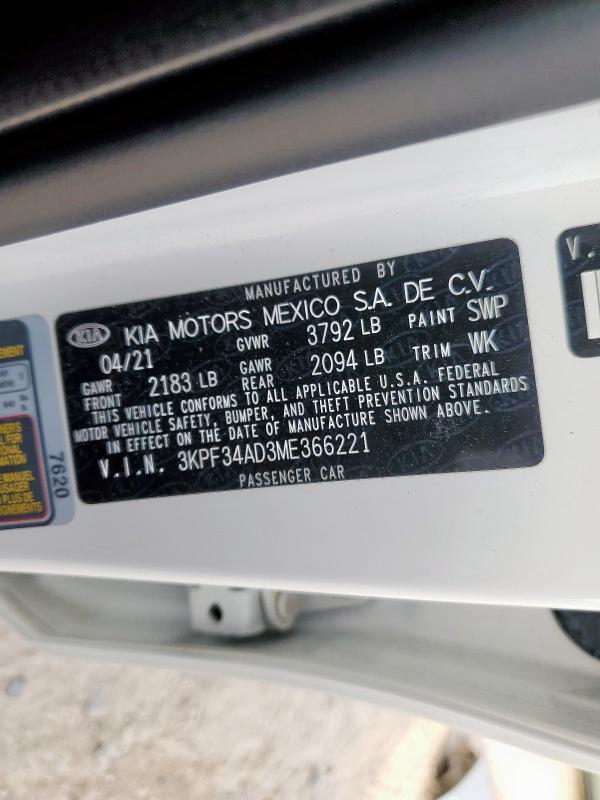 MANUFACTURED BY
KIA KIA MOTORS MEXICO S.A. DE C.V.
04/21 GVWR 3792 LB PAINT SWP
GAWR FRONT 2183 LB GAWR REAR 2094 LB TRIM WK
THIS VEHICLE CONFORMS TO ALL APPLICABLE U.S.A. FEDERAL
MOTOR VEHICLE SAFETY, BUMPER, AND THEFT PREVENTION STANDARDS
IN EFFECT ON THE DATE OF MANUFACTURE SHOWN ABOVE.
V.I.N. 3KPF34AD3ME366221
PASSENGER CAR
7620
V.